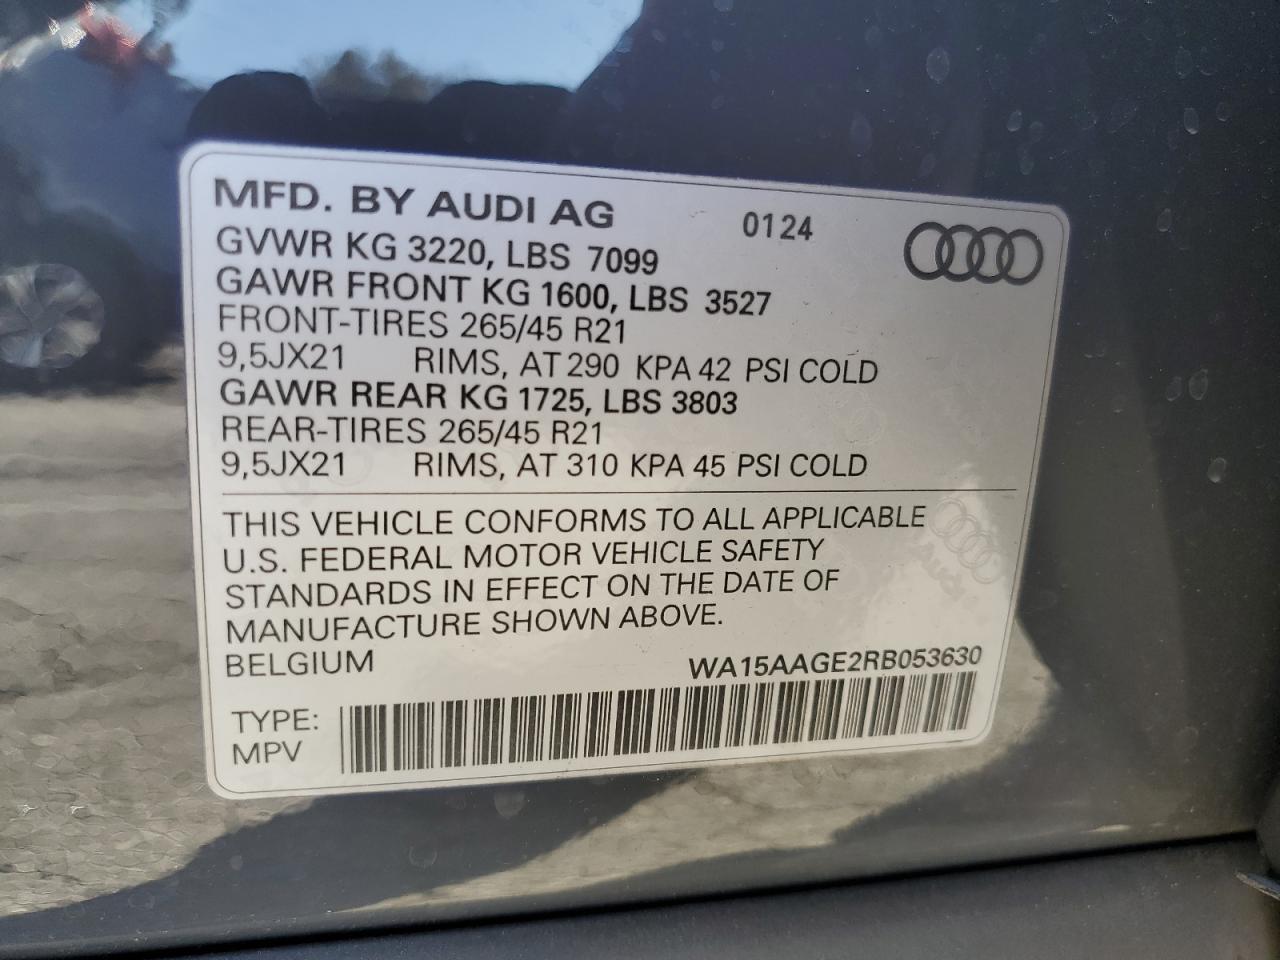 MFD. BY AUDI AG 0124
GVWR KG 3220, LBS 7099
GAWR FRONT KG 1600, LBS 3527
FRONT-TIRES 265/45 R21
9,5JX21 RIMS, AT 290 KPA 42 PSI COLD
GAWR REAR KG 1725, LBS 3803
REAR-TIRES 265/45 R21
9,5JX21 RIMS, AT 310 KPA 45 PSI COLD
THIS VEHICLE CONFORMS TO ALL APPLICABLE
U.S. FEDERAL MOTOR VEHICLE SAFETY
STANDARDS IN EFFECT ON THE DATE OF
MANUFACTURE SHOWN ABOVE.
BELGIUM WA15AAGE2RB053630
TYPE:
MPV
Audi